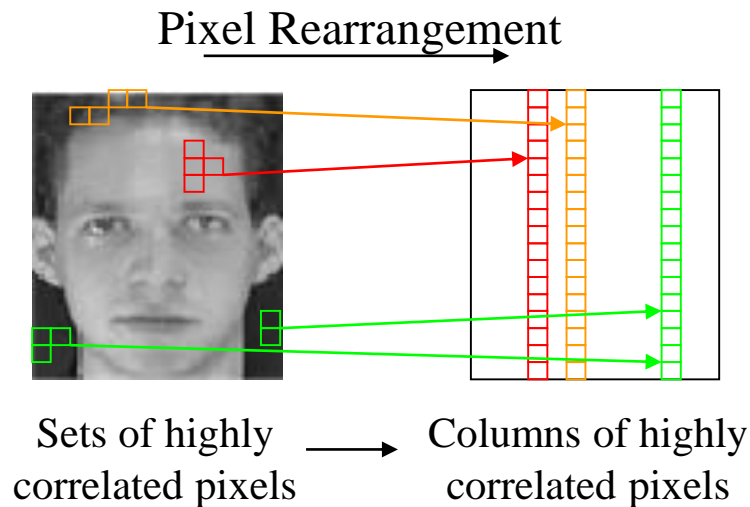 Pixel Rearrangement
Sets of highly
correlated pixels
Columns of highly
correlated pixels